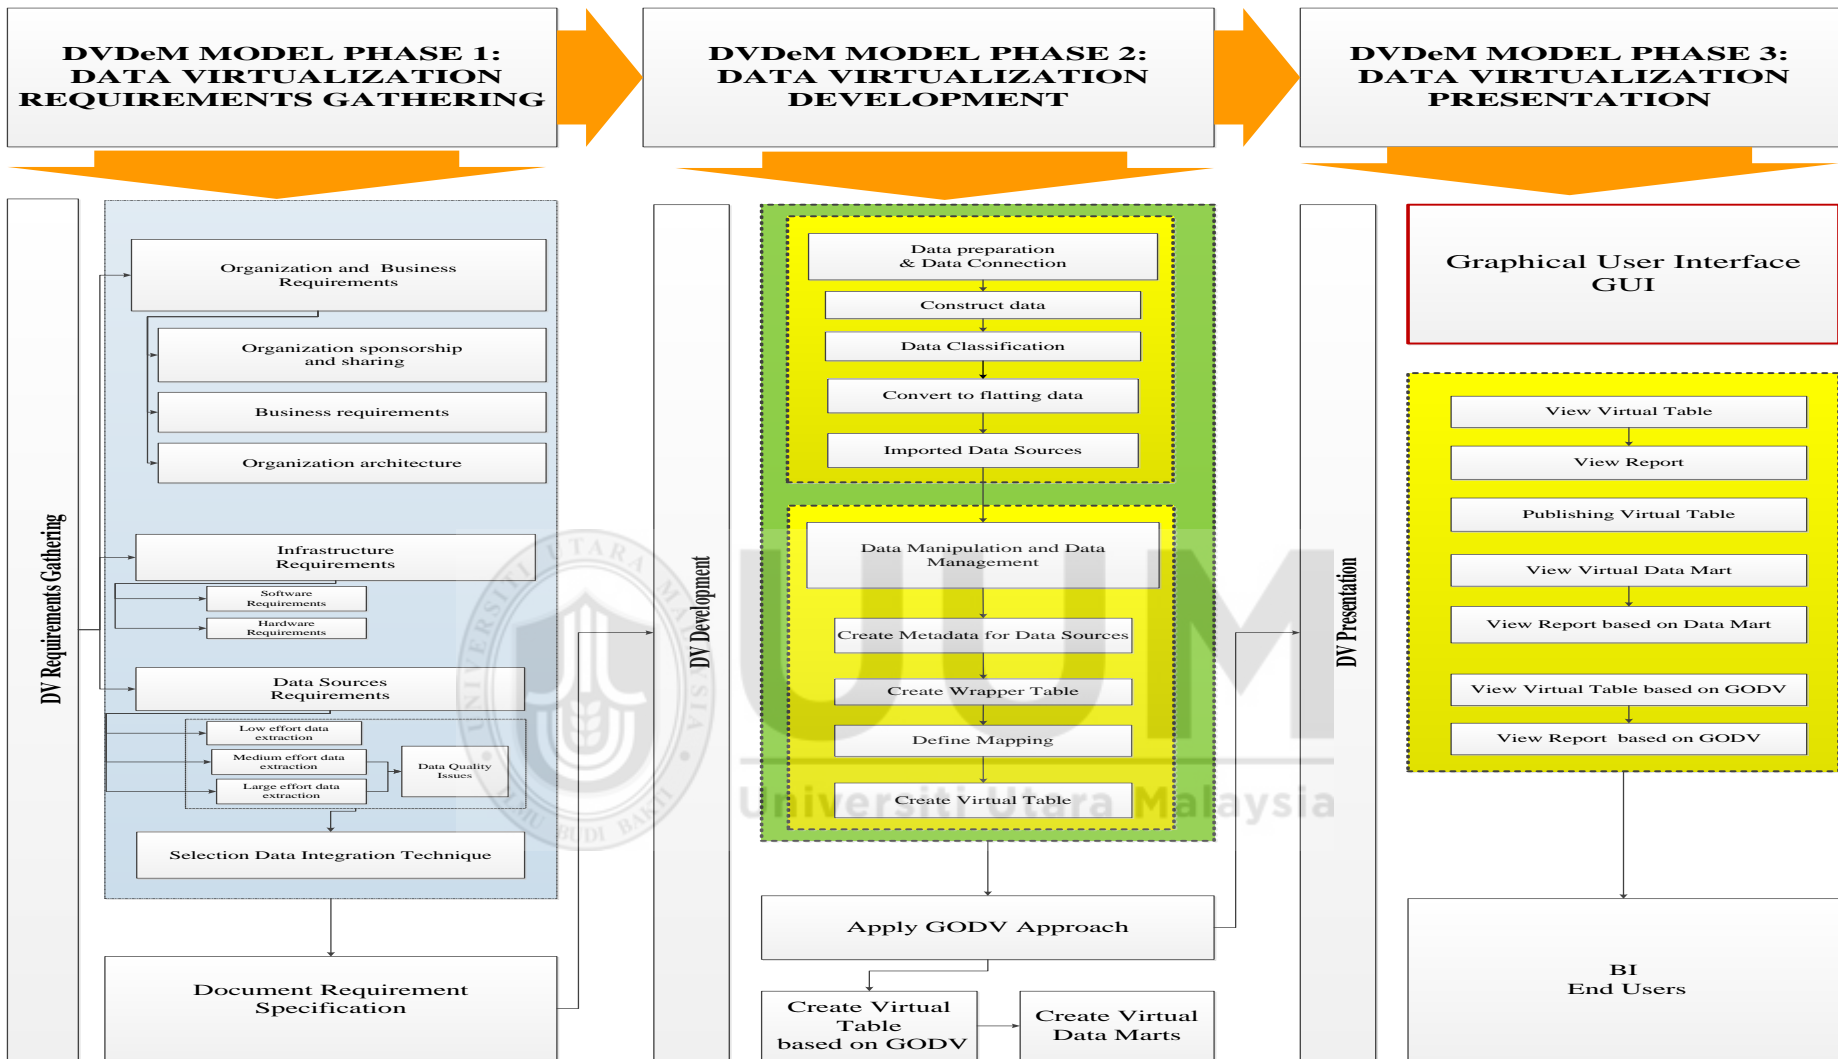 DVDeM MODEL PHASE 1:
DATA VIRTUALIZATION
REQUIREMENTS GATHERING
DVDeM MODEL PHASE 2:
DATA VIRTUALIZATION
DEVELOPMENT
DVDeM MODEL PHASE 3:
DATA VIRTUALIZATION
PRESENTATION
DV Requirements Gathering
Organization and Business
Requirements
Organization sponsorship
and sharing
Business requirements
Organization architecture
Infrastructure
Requirements
Software
Requirements
Hardware
Requirements
Data Sources
Requirements
Low effort data
extraction
Medium effort data
extraction
Large effort data
extraction
Data Quality
Issues
Selection Data Integration Technique
Document Requirement
Specification
DV Development
Data preparation
& Data Connection
Construct data
Data Classification
Convert to flatting data
Imported Data Sources
Data Manipulation and Data
Management
Create Metadata for Data Sources
Create Wrapper Table
Define Mapping
Create Virtual Table
Apply GODV Approach
Create Virtual
Table
based on GODV
Create Virtual
Data Marts
DV Presentation
Graphical User Interface
GUI
View Virtual Table
View Report
Publishing Virtual Table
View Virtual Data Mart
View Report based on Data Mart
View Virtual Table based on GODV
View Report based on GODV
BI
End Users
UNIVERSITI UTARA MALAYSIA
BUDI BAKTI
UUM
Universiti Utara Malaysia